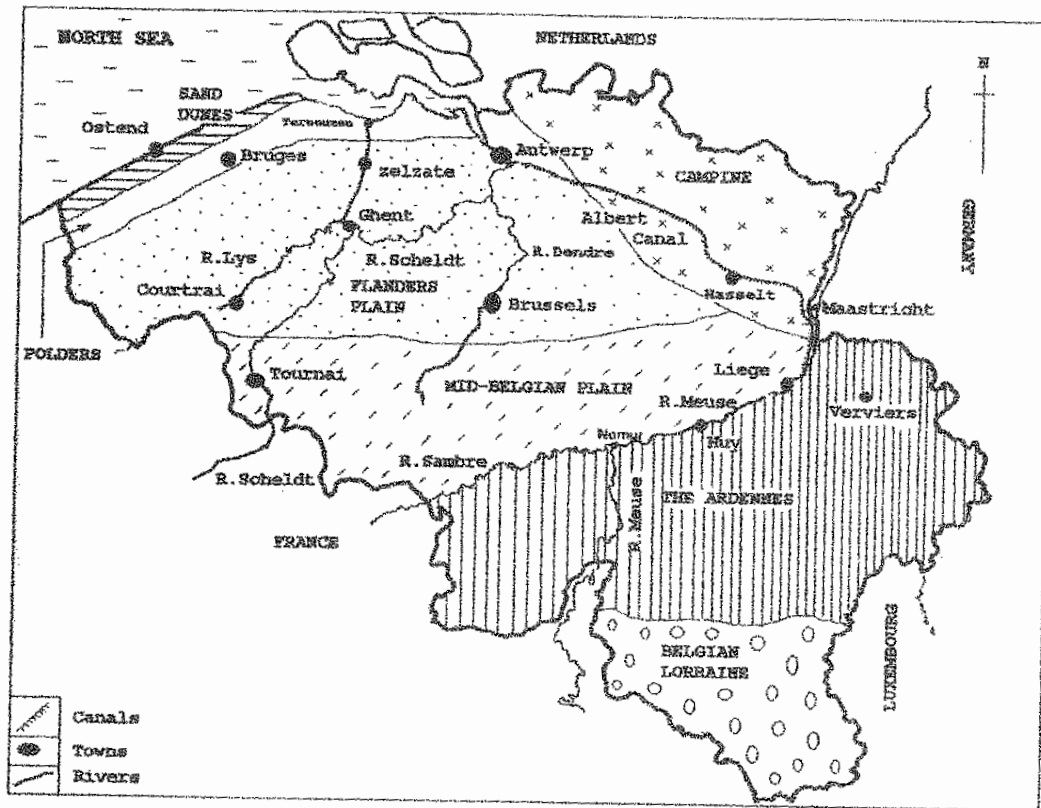 NORTH SEA
NETHERLANDS
N
SAND
DUNES
Ostend
Terneuzen
Bruges
Antwerp
zelzate
CAMPINE
Ghent
Albert
Canal
GERMANY
R.Lys
R.Scheldt
R.Dendre
FLANDERS
PLAIN
Courtrai
Brussels
Hasselt
Maastricht
POLDERS
Tournai
MID-BELGIAN PLAIN
Liege
R.Meuse
Verviers
Namur
Huy
R.Sambre
R.Scheldt
THE ARDENNES
R.Meuse
FRANCE
LUXEMBOURG
BELGIAN
LORRAINE
Canals
Towns
Rivers